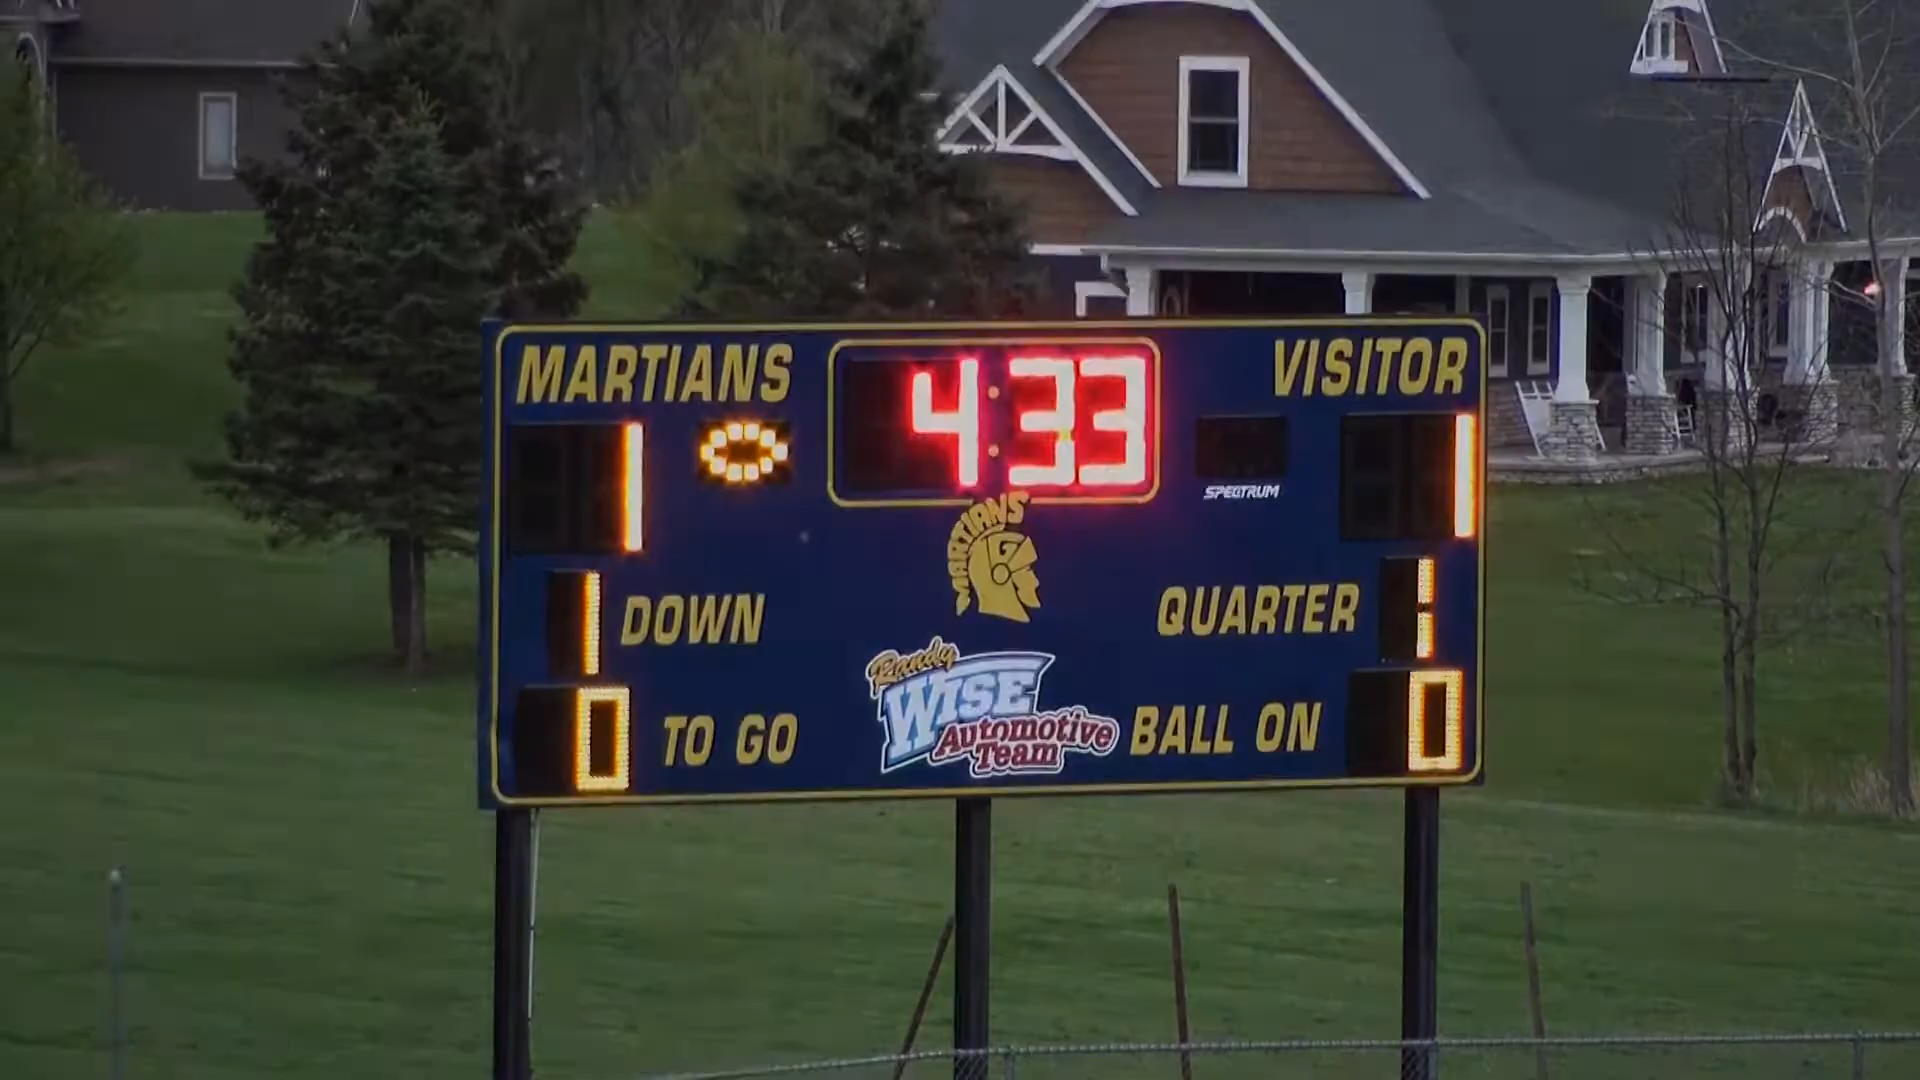 MARTIANS
4:33
VISITOR
1
1
SPECTRUM
MARTIANS
G
1 DOWN
QUARTER 1
Randy
WISE
Automotive
Team
0 TO GO
BALL ON 0